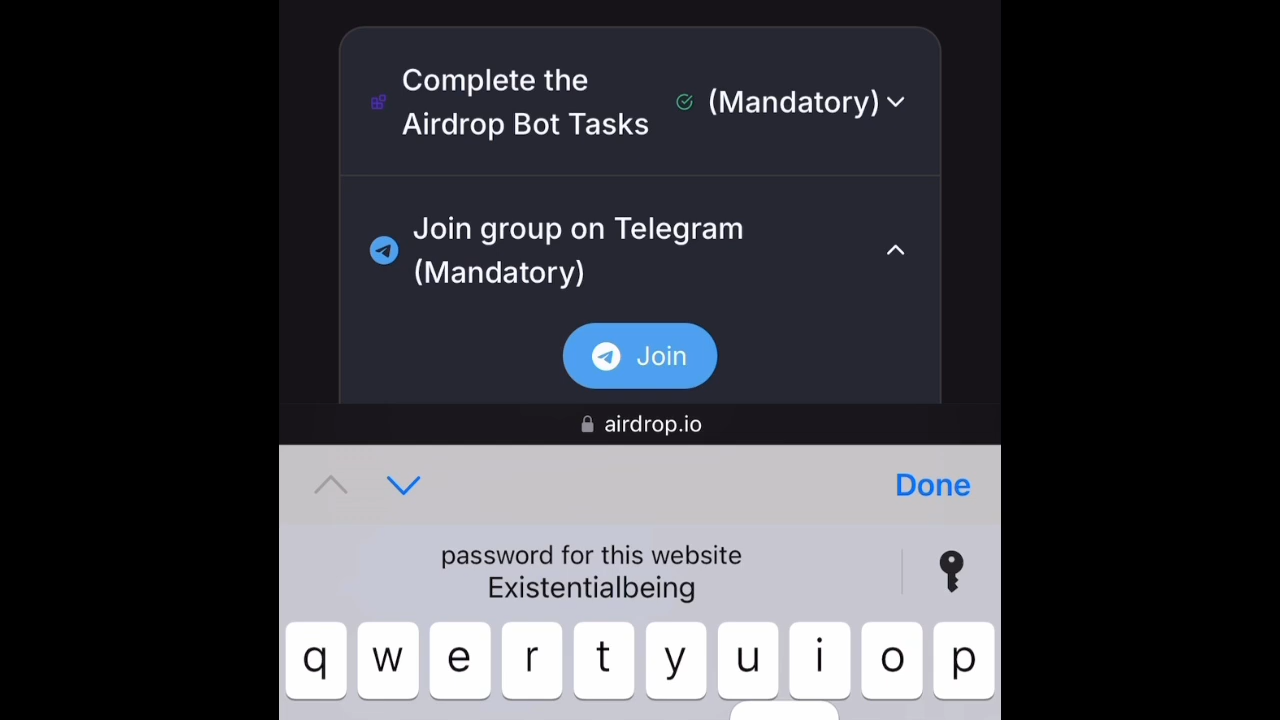 Complete the
Airdrop Bot Tasks
(Mandatory)
Join group on Telegram
(Mandatory)
Join
airdrop.io
Done
password for this website
Existentialbeing
q w e r t y u i o p